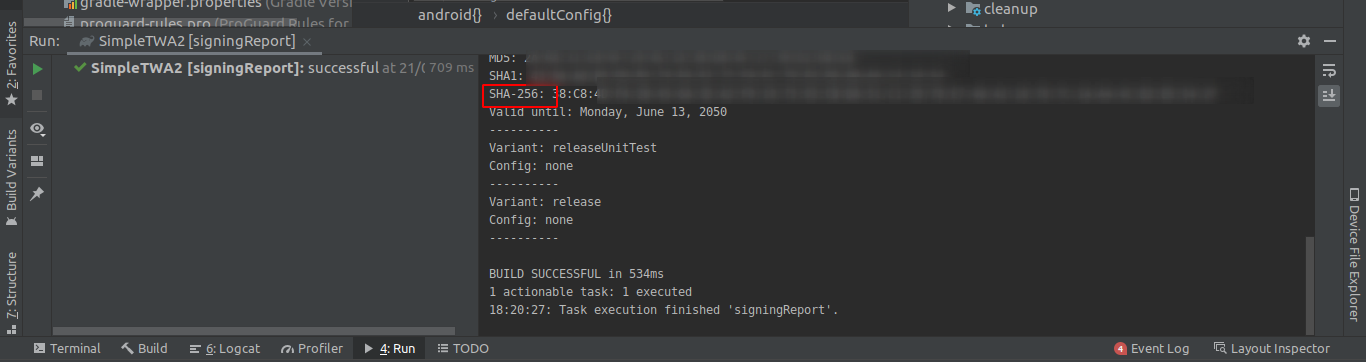 gradle-wrapper.properties (Gradle Version
proguard-rules.pro (ProGuard Rules for
android{} › defaultConfig{}
cleanup
Run: SimpleTWA2 [signingReport] ×
SimpleTWA2 [signingReport]: successful at 21/ 709 ms
MD5:
SHA1:
SHA-256: 38:C8:4
Valid until: Monday, June 13, 2050
----------
Variant: releaseUnitTest
Config: none
----------
Variant: release
Config: none
----------
BUILD SUCCESSFUL in 534ms
1 actionable task: 1 executed
18:20:27: Task execution finished 'signingReport'.
2: Favorites
Build Variants
7: Structure
Device File Explorer
Terminal Build 6: Logcat Profiler 4: Run TODO 4 Event Log Layout Inspector